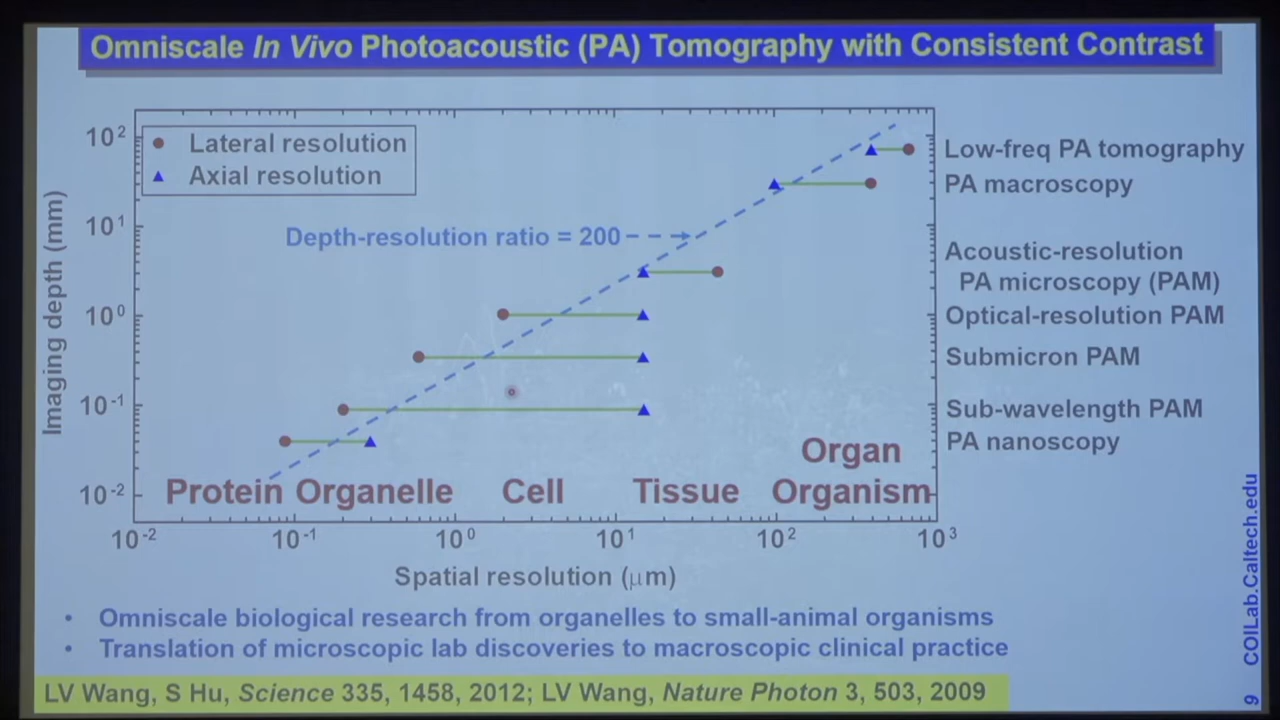 Omniscale In Vivo Photoacoustic (PA) Tomography with Consistent Contrast
Lateral resolution
Axial resolution
Depth-resolution ratio = 200
Imaging depth (mm)
10²
10¹
10⁰
10⁻¹
10⁻²
Low-freq PA tomography
PA macroscopy
Acoustic-resolution
PA microscopy (PAM)
Optical-resolution PAM
Submicron PAM
Sub-wavelength PAM
PA nanoscopy
Organ
Protein Organelle Cell Tissue Organism
10⁻² 10⁻¹ 10⁰ 10¹ 10² 10³
Spatial resolution (μm)
• Omniscale biological research from organelles to small-animal organisms
• Translation of microscopic lab discoveries to macroscopic clinical practice
LV Wang, S Hu, Science 335, 1458, 2012; LV Wang, Nature Photon 3, 503, 2009
COILab.Caltech.edu
9